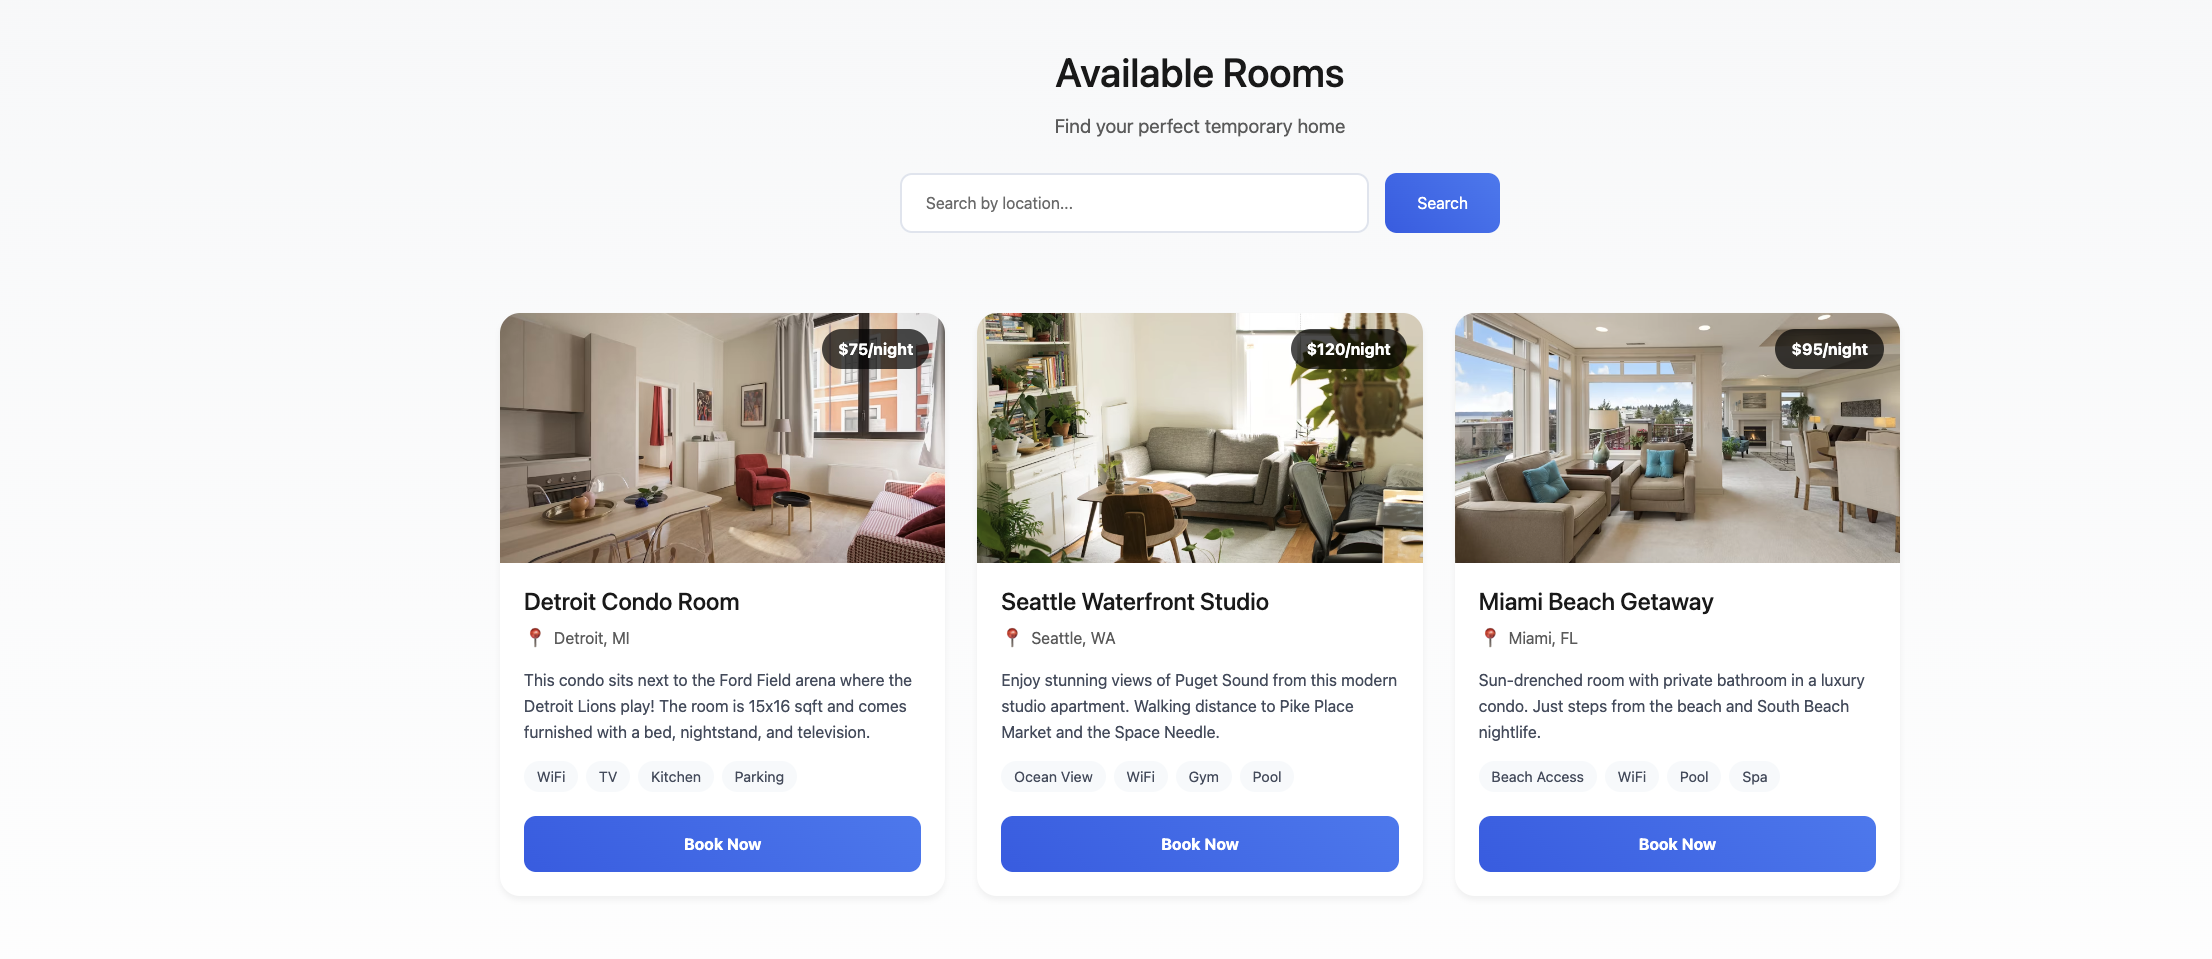 Available Rooms
Find your perfect temporary home
Search by location...
Search
$75/night
Detroit Condo Room
Detroit, MI
This condo sits next to the Ford Field arena where the
Detroit Lions play! The room is 15x16 sqft and comes
furnished with a bed, nightstand, and television.
WiFi TV Kitchen Parking
Book Now
$120/night
Seattle Waterfront Studio
Seattle, WA
Enjoy stunning views of Puget Sound from this modern
studio apartment. Walking distance to Pike Place
Market and the Space Needle.
Ocean View WiFi Gym Pool
Book Now
$95/night
Miami Beach Getaway
Miami, FL
Sun-drenched room with private bathroom in a luxury
condo. Just steps from the beach and South Beach
nightlife.
Beach Access WiFi Pool Spa
Book Now